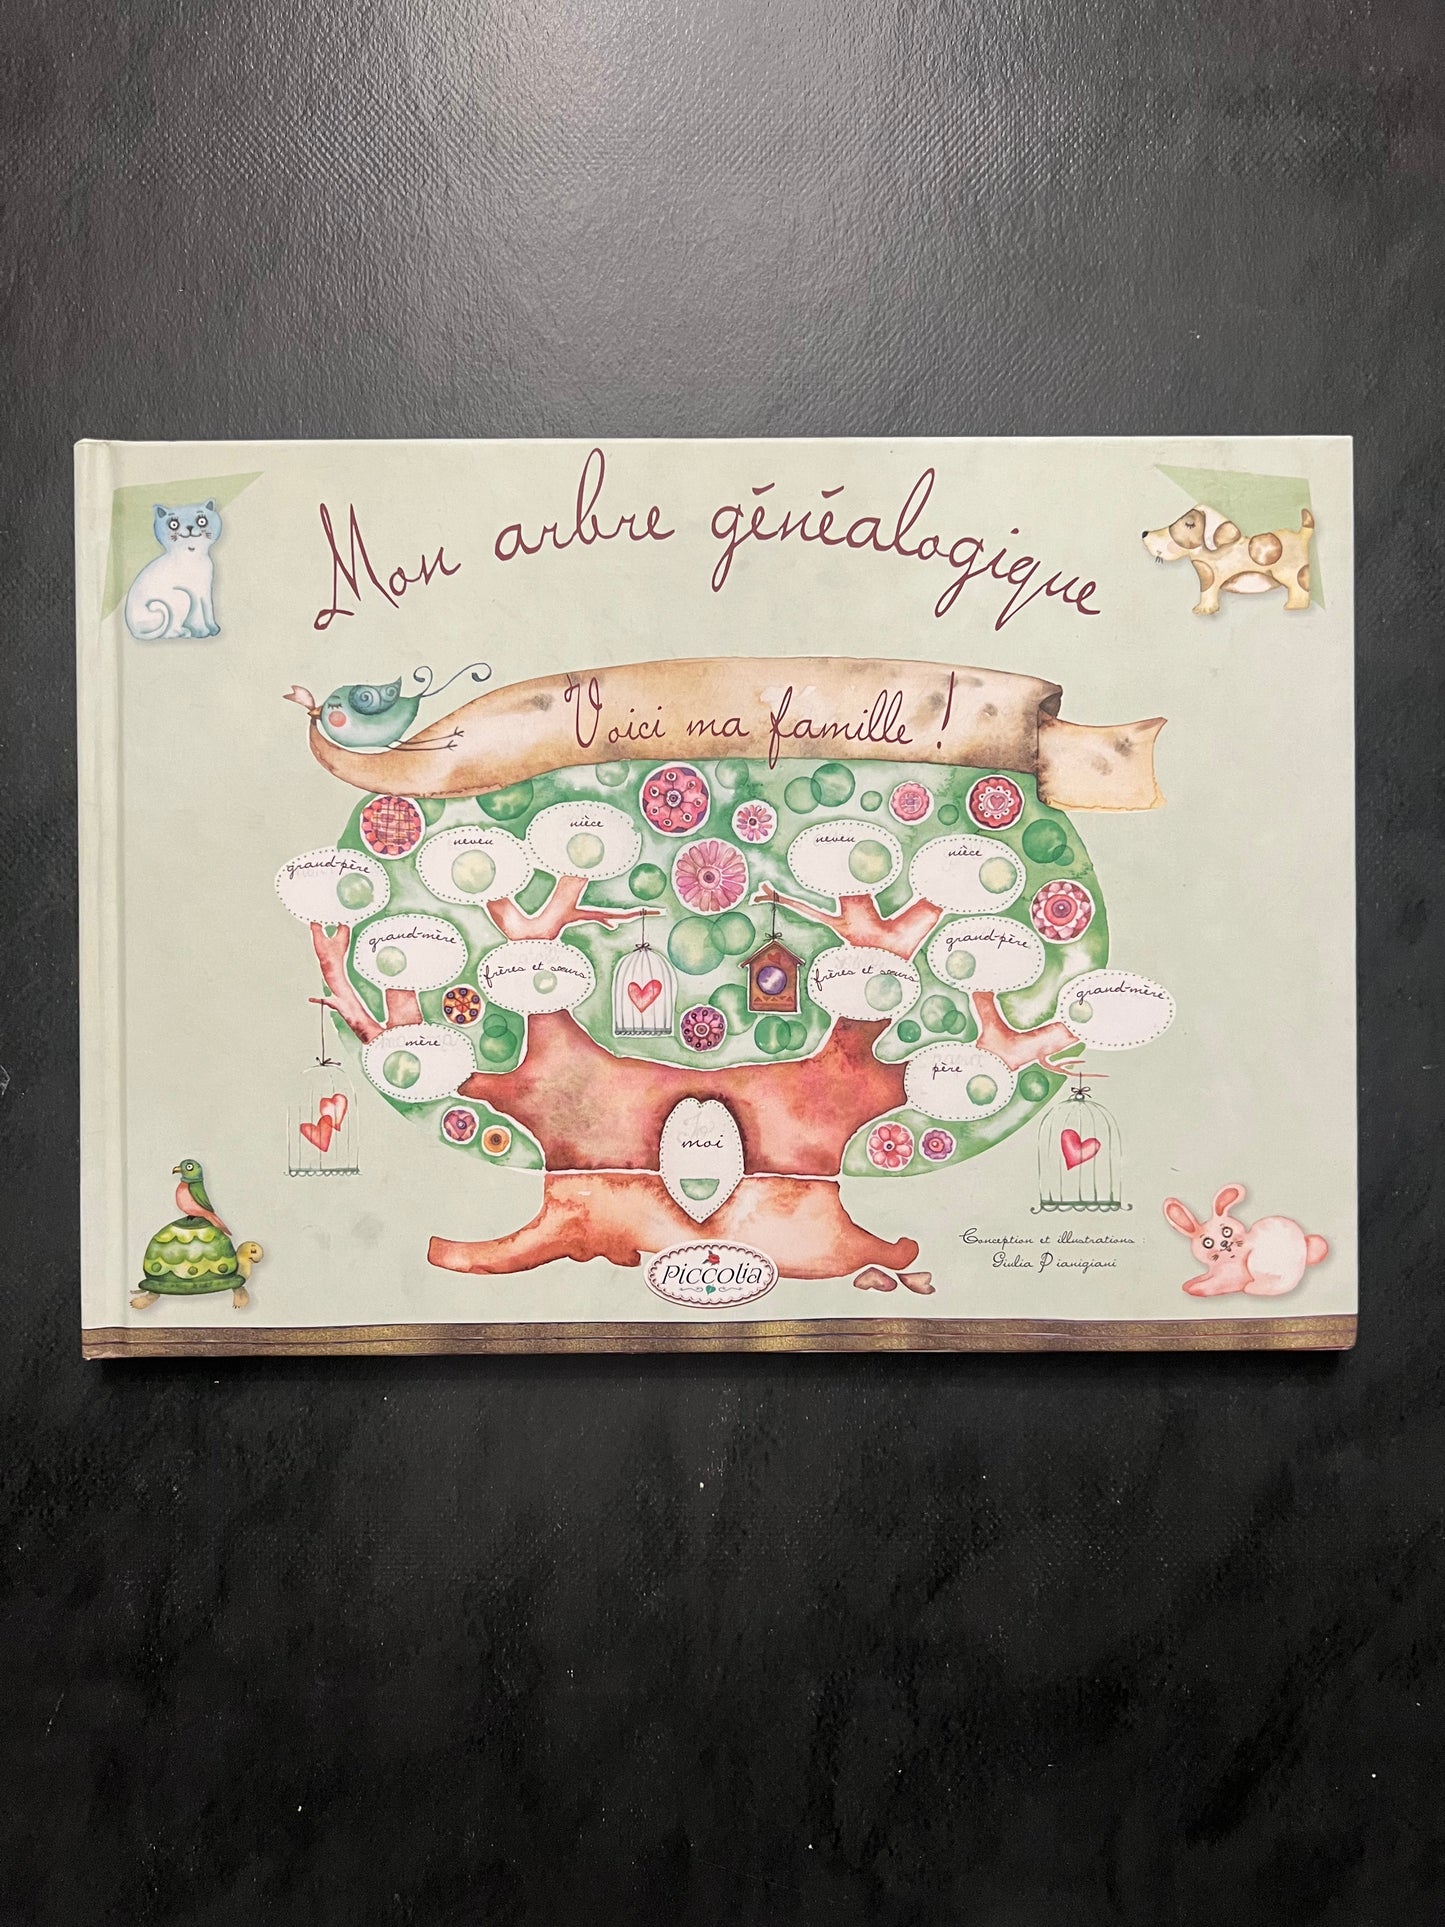 Mon arbre généalogique
Voici ma famille !
nièce
neveu
grand-père
grand-mère
frères et sœurs
mère
neveu
nièce
grand-père
frères et sœurs
grand-mère
père
moi
Conception et illustrations :
Giulia Pianigiani
Piccolia